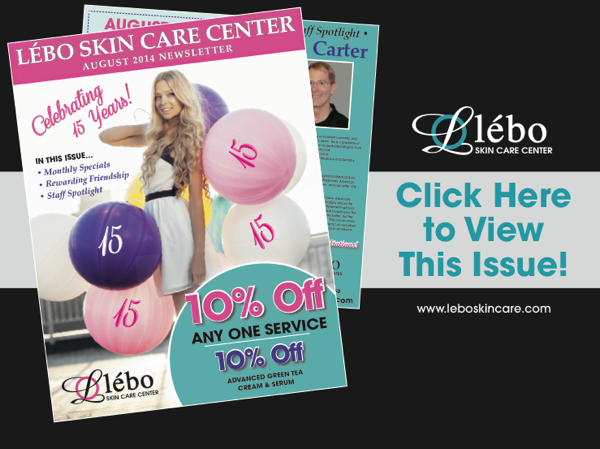 AUGUST
Staff Spotlight •
Carter
LÉBO SKIN CARE CENTER
AUGUST 2014 NEWSLETTER
Celebrating
15 Years!
IN THIS ISSUE...
• Monthly Specials
• Rewarding Friendship
• Staff Spotlight
15
15
15
15
10% Off
ANY ONE SERVICE
10% Off
ADVANCED GREEN TEA
CREAM & SERUM
lébo
SKIN CARE CENTER
lébo
SKIN CARE CENTER
Click Here
to View
This Issue!
www.leboskincare.com